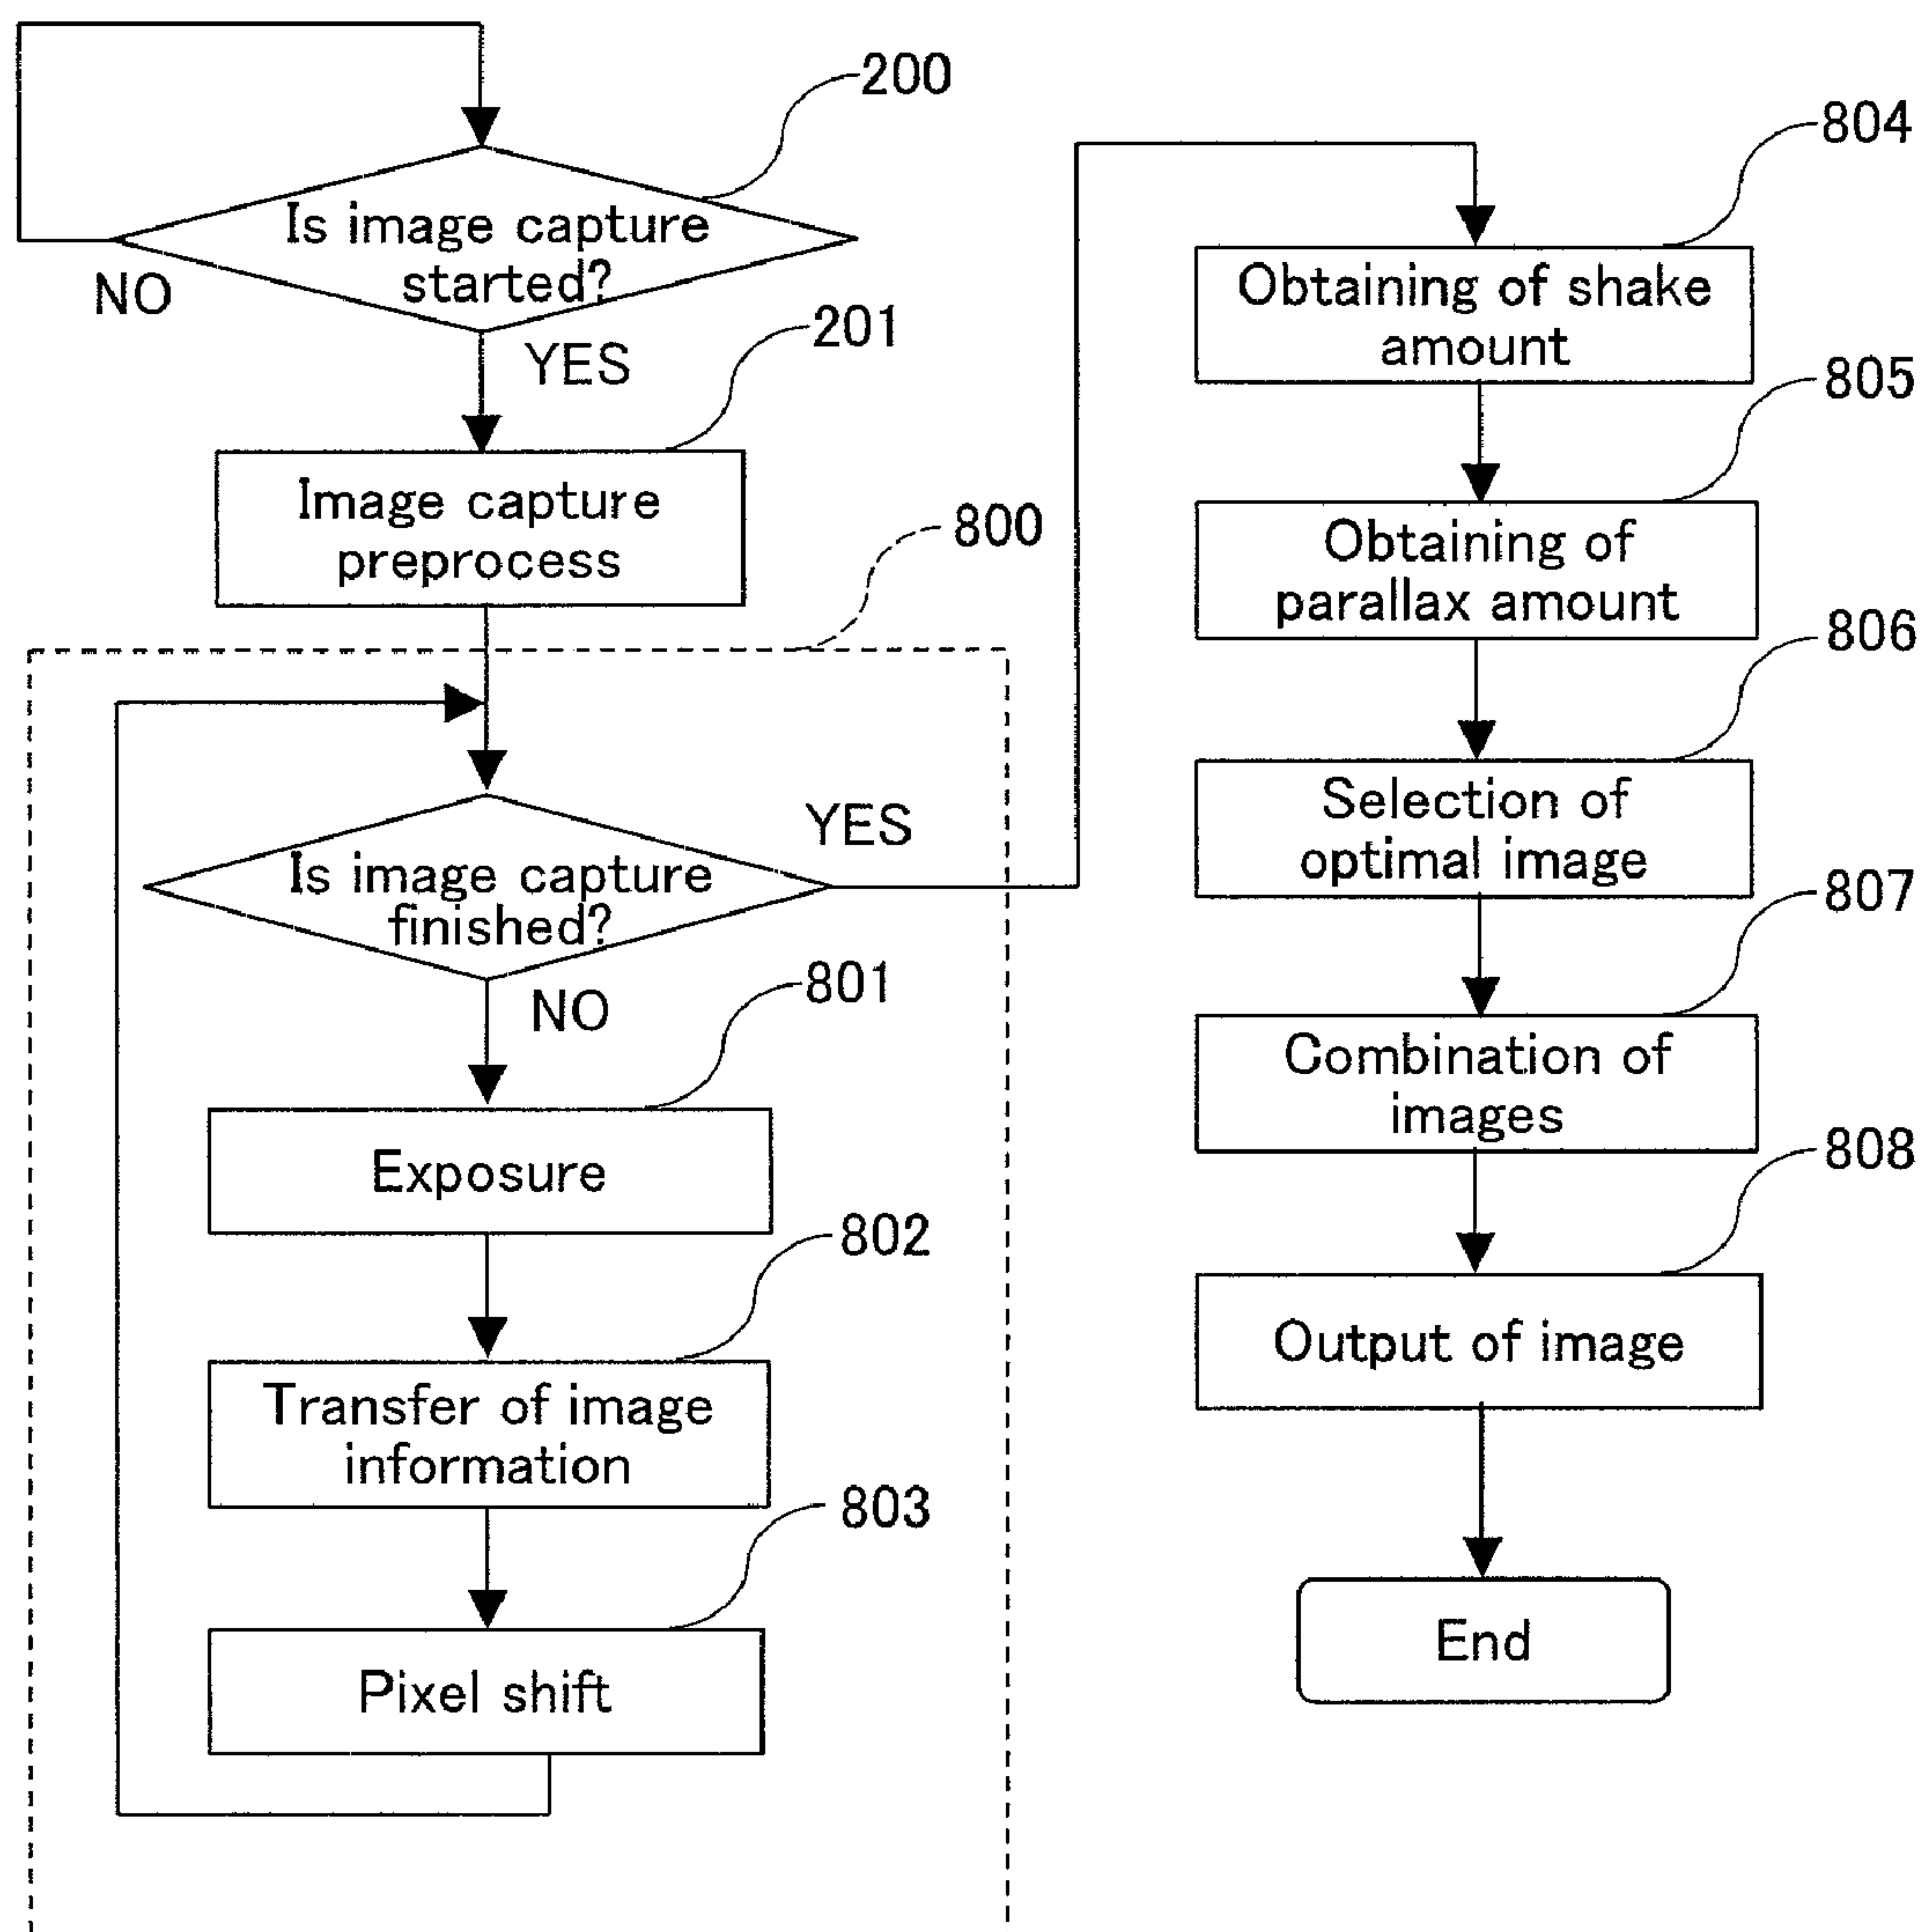 200
Is image capture
started?
NO
YES
201
Image capture
preprocess
800
Is image capture
finished?
YES
NO
801
Exposure
802
Transfer of image
information
803
Pixel shift
804
Obtaining of shake
amount
805
Obtaining of
parallax amount
806
Selection of
optimal image
807
Combination of
images
808
Output of image
End